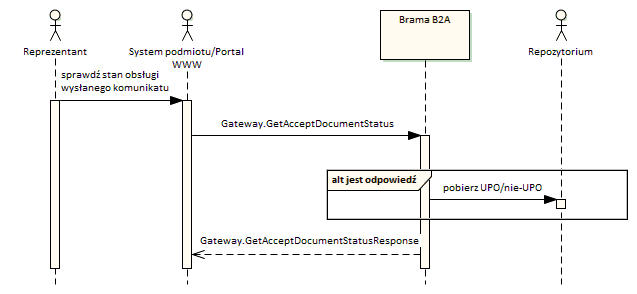 Brama B2A
Reprezentant
System podmiotu/Portal
WWW
Repozytorium
sprawdź stan obsługi
wysłanego komunikatu
Gateway.GetAcceptDocumentStatus
alt jest odpowiedź
pobierz UPO/nie-UPO
Gateway.GetAcceptDocumentStatusResponse